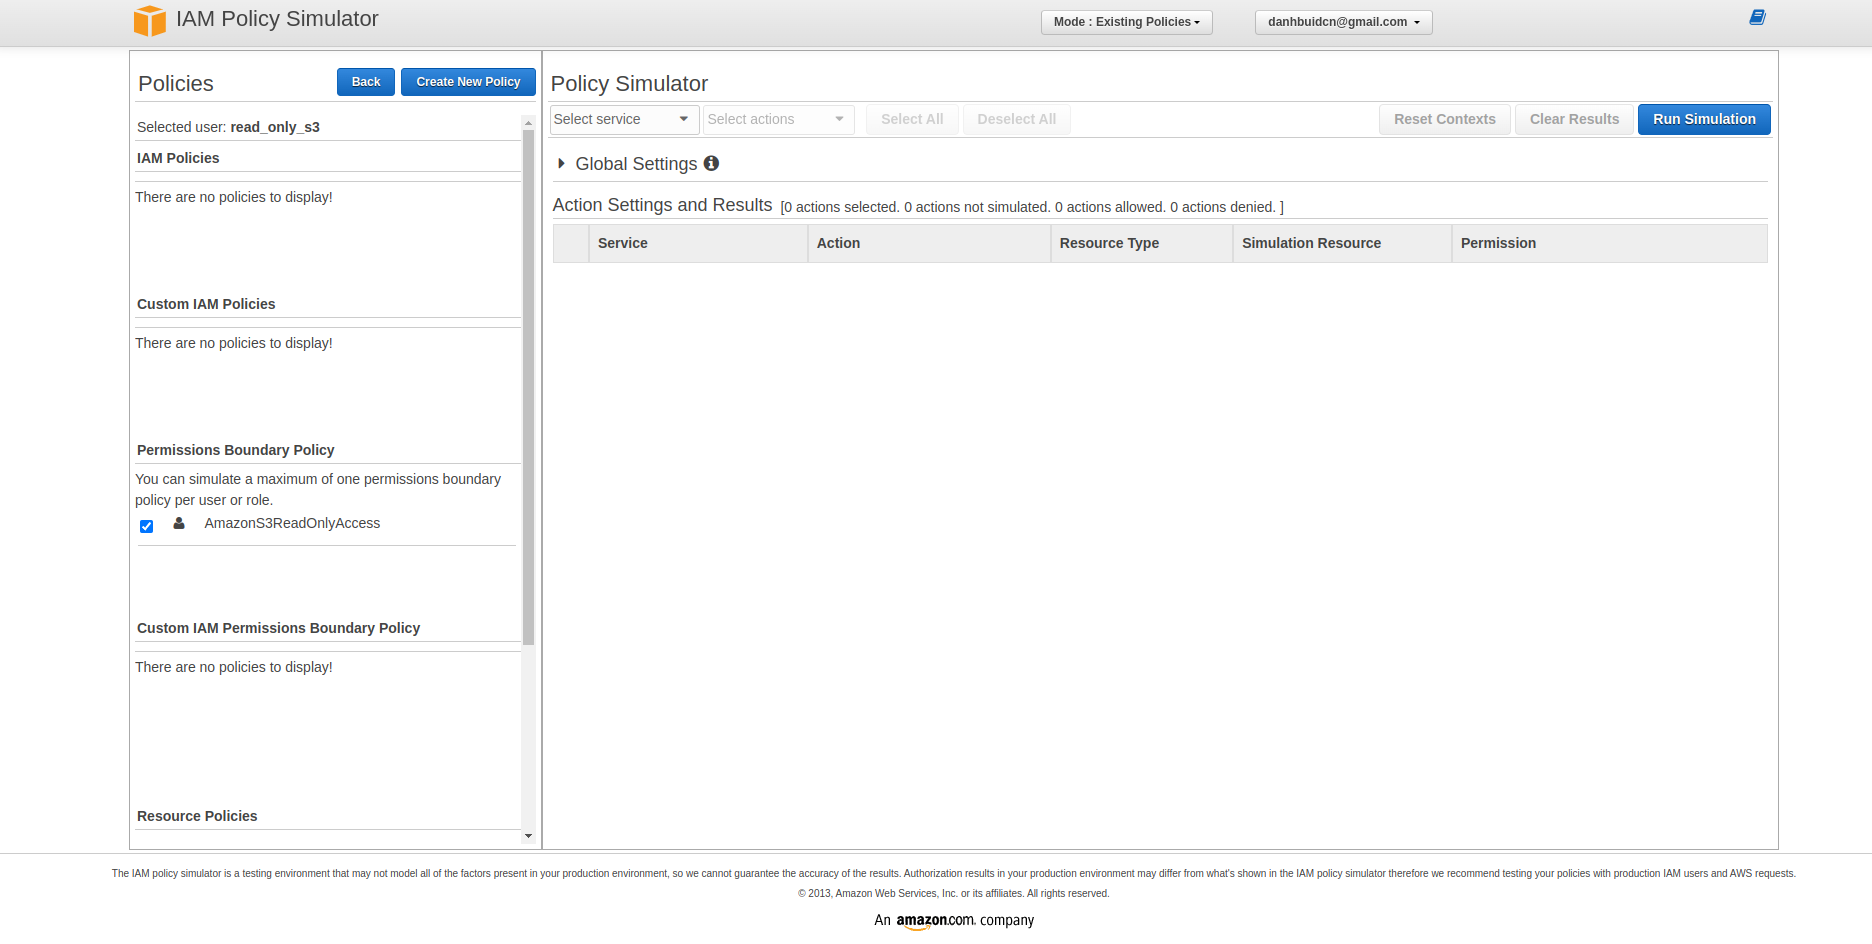 IAM Policy Simulator
Mode : Existing Policies
danhbuidcn@gmail.com
Policies
Back
Create New Policy
Selected user: read_only_s3
IAM Policies
There are no policies to display!
Custom IAM Policies
There are no policies to display!
Permissions Boundary Policy
You can simulate a maximum of one permissions boundary
policy per user or role.
AmazonS3ReadOnlyAccess
Custom IAM Permissions Boundary Policy
There are no policies to display!
Resource Policies
Policy Simulator
Select service
Select actions
Select All
Deselect All
Reset Contexts
Clear Results
Run Simulation
Global Settings
Action Settings and Results [0 actions selected. 0 actions not simulated. 0 actions allowed. 0 actions denied. ]
Service
Action
Resource Type
Simulation Resource
Permission
The IAM policy simulator is a testing environment that may not model all of the factors present in your production environment, so we cannot guarantee the accuracy of the results. Authorization results in your production environment may differ from what's shown in the IAM policy simulator therefore we recommend testing your policies with production IAM users and AWS requests.
© 2013, Amazon Web Services, Inc. or its affiliates. All rights reserved.
An amazon.com. company